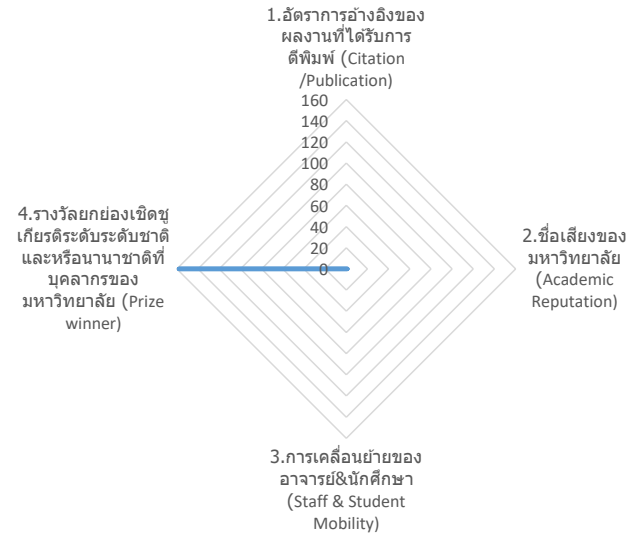 1.อัตราการอ้างอิงของ
ผลงานที่ได้รับการ
ตีพิมพ์ (Citation
/Publication)
160
140
120
100
80
60
40
20
0
2.ชื่อเสียงของ
มหาวิทยาลัย
(Academic
Reputation)
3.การเคลื่อนย้ายของ
อาจารย์&นักศึกษา
(Staff & Student
Mobility)
4.รางวัลยกย่องเชิดชู
เกียรติระดับระดับชาติ
และหรือนานาชาติที่
บุคลากรของ
มหาวิทยาลัย (Prize
winner)